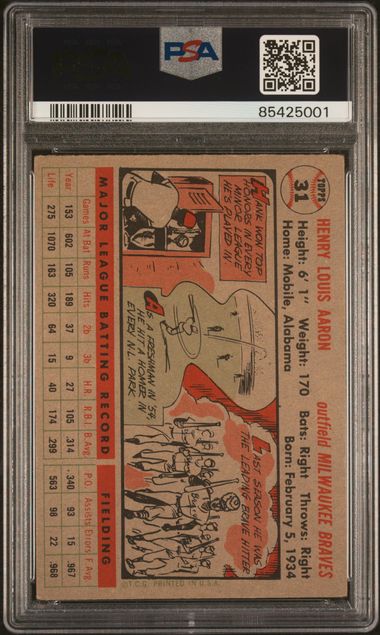 PSA
PSA
85425001
TOPPS
31
HENRY LOUIS AARON outfield MILWAUKEE BRAVES
Height: 6' 1" Weight: 170 Bats: Right Throws: Right
Home: Mobile, Alabama Born: February 5, 1934
HANK WON TOP
HONORS IN EVERY
MINOR LEAGUE
HE'S PLAYED IN.
AS A FRESHMAN IN '54,
HE HIT A HOMER IN
EVERY N.L. PARK
LAST SEASON HE WAS
THE LEADING BRAVE HITTER
©T.C.G. PRINTED IN U.S.A.
MAJOR LEAGUE BATTING RECORD FIELDING
Games At Bat Runs Hits 2b 3b H.R. R.B.I. B.Avg. P.O. Assists Errors F.Avg.
Year 153 602 105 189 37 9 27 105 .314 .340 93 15 .967
Life 275 1070 163 320 64 15 40 174 .299 563 98 22 .968